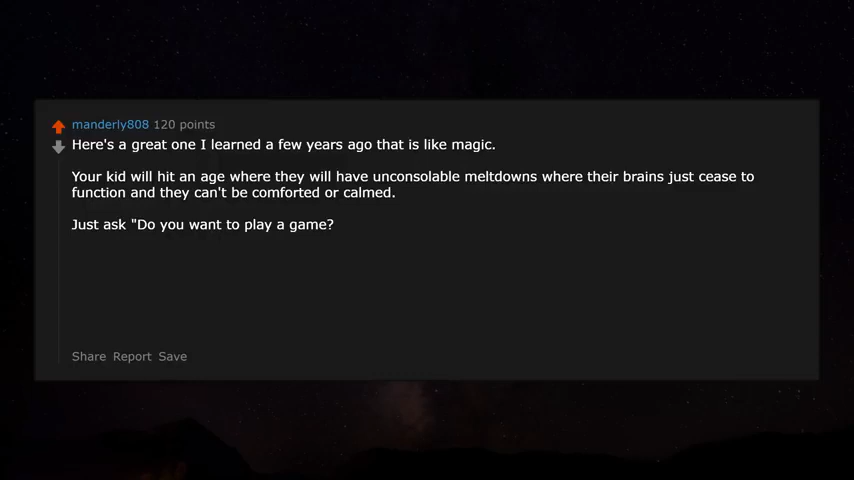 manderly808 120 points
Here's a great one I learned a few years ago that is like magic.
Your kid will hit an age where they will have unconsolable meltdowns where their brains just cease to
function and they can't be comforted or calmed.
Just ask "Do you want to play a game?
Share Report Save